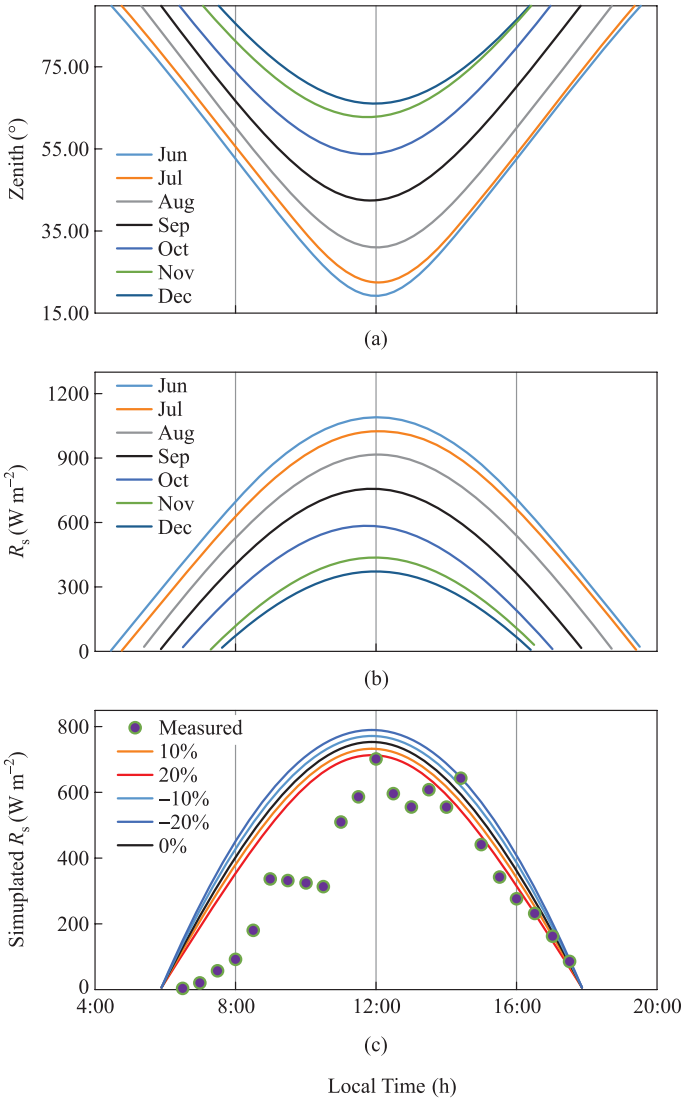 Zenith (°)
75.00
55.00
35.00
15.00
Jun
Jul
Aug
Sep
Oct
Nov
Dec
(a)
Rs (W m−2)
1200
900
600
300
0
Jun
Jul
Aug
Sep
Oct
Nov
Dec
(b)
Simuplated Rs (W m−2)
800
600
400
200
0
Measured
10%
20%
−10%
−20%
0%
4:00 8:00 12:00 16:00 20:00
(c)
Local Time (h)